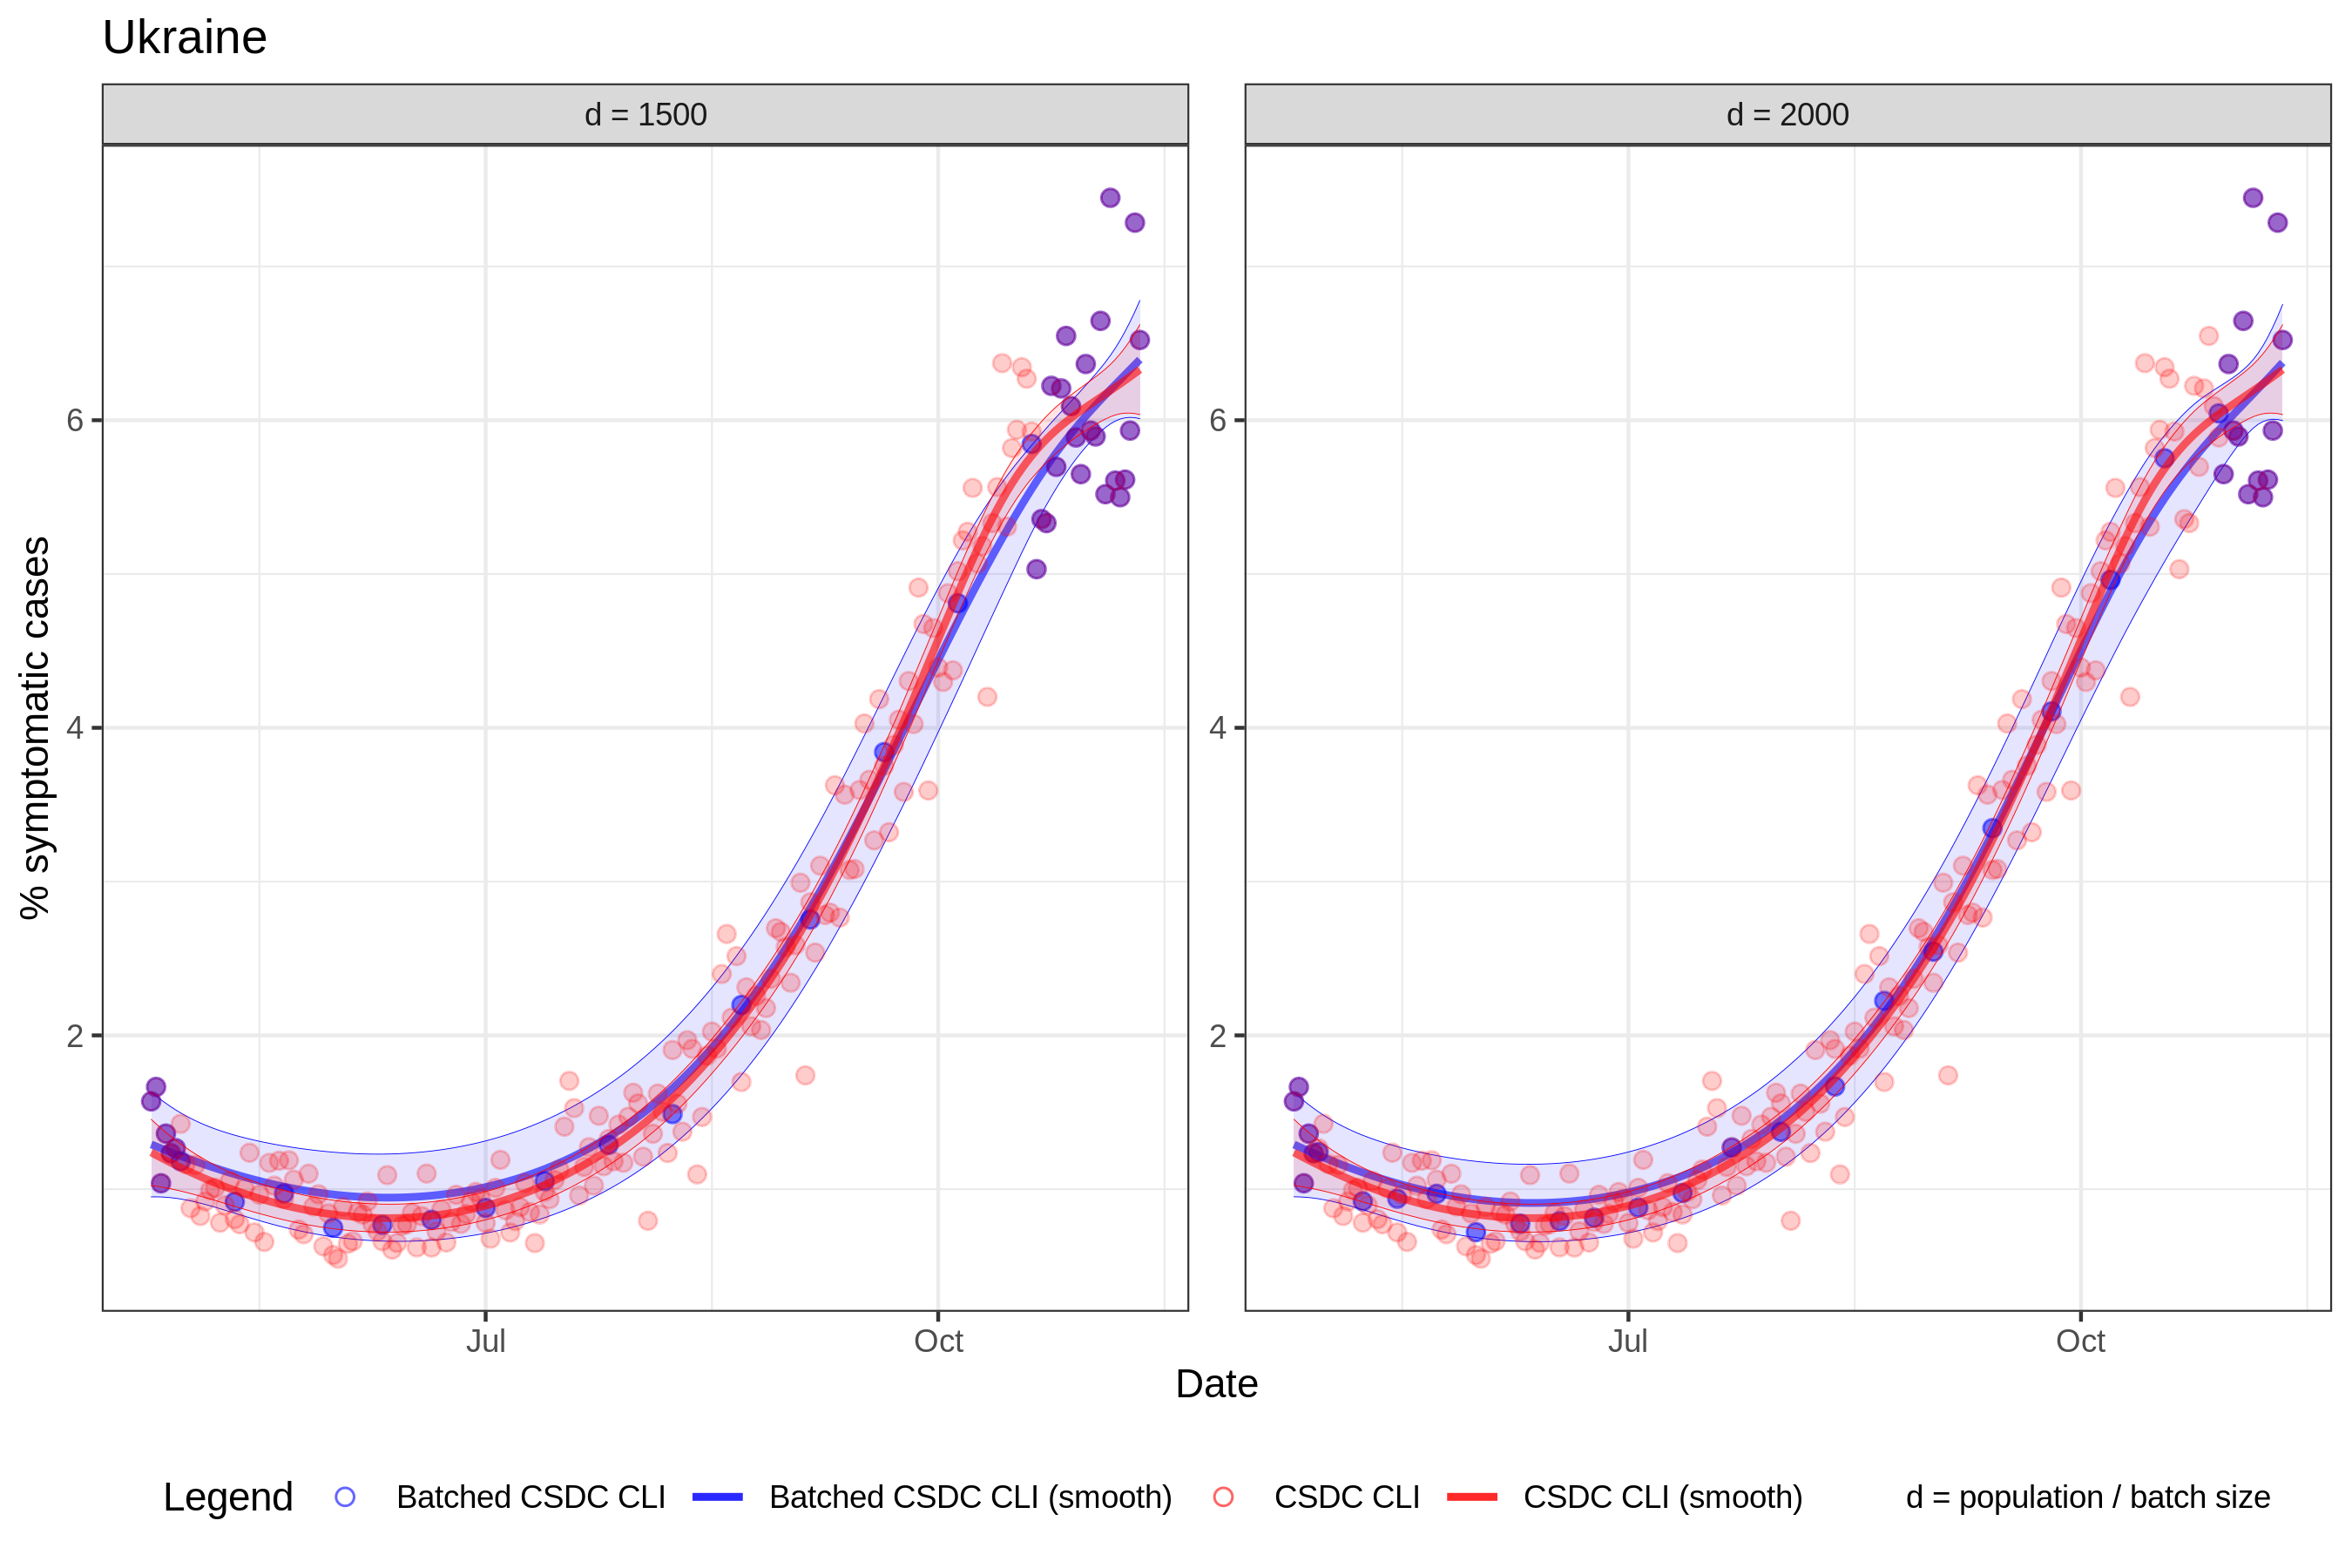 Ukraine
d = 1500
d = 2000
% symptomatic cases
6
4
2
6
4
2
Jul
Oct
Jul
Oct
Date
Legend
Batched CSDC CLI
Batched CSDC CLI (smooth)
CSDC CLI
CSDC CLI (smooth)
d = population / batch size